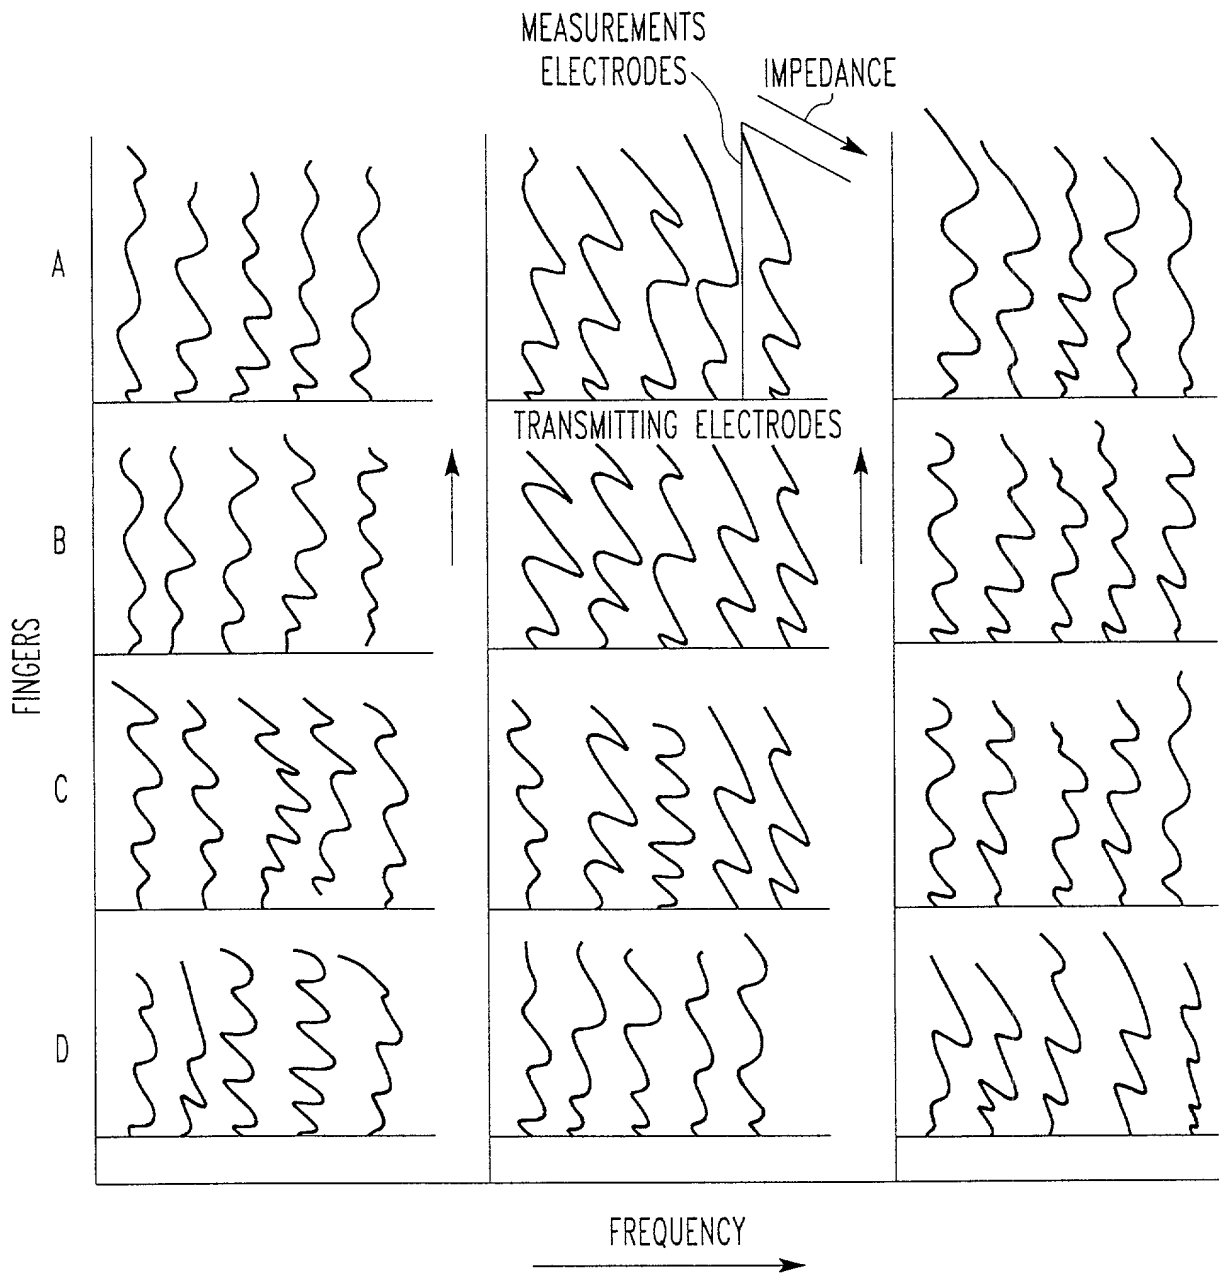 MEASUREMENTS
ELECTRODES
IMPEDANCE
A
TRANSMITTING ELECTRODES
B
FINGERS
C
D
FREQUENCY